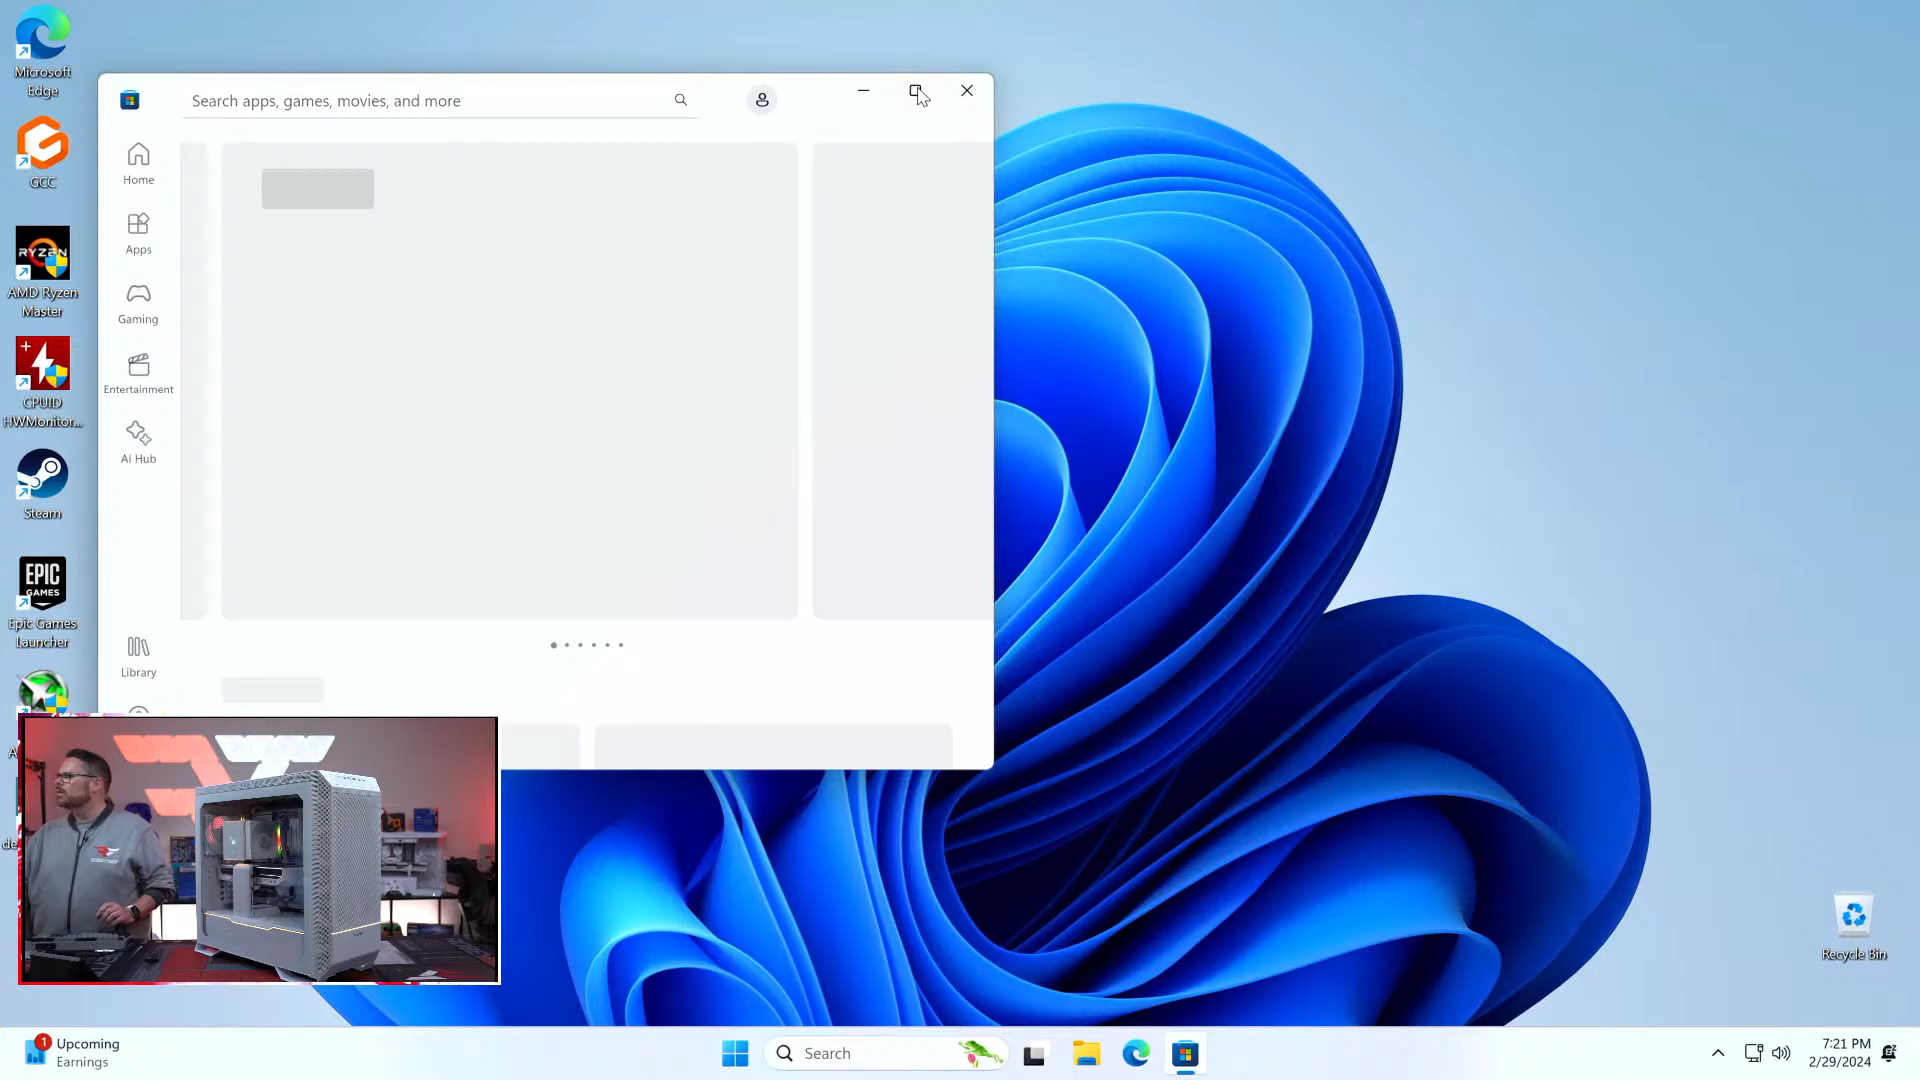 Microsoft
Edge
GCC
RYZEN
AMD Ryzen
Master
CPUID
HWMonitor...
Steam
EPIC
GAMES
Epic Games
Launcher
Search apps, games, movies, and more
Home
Apps
Gaming
Entertainment
AI Hub
Library
Recycle Bin
1
Upcoming
Earnings
Search
7:21 PM
2/29/2024